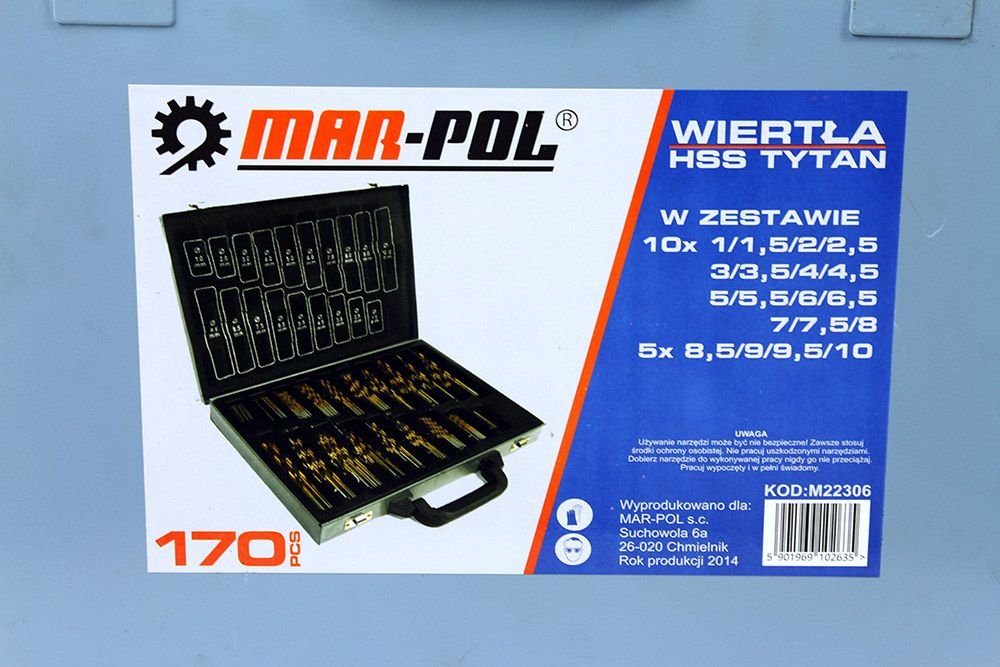 MAR-POL®
WIERTŁA
HSS TYTAN
W ZESTAWIE
10x 1/1,5/2/2,5
3/3,5/4/4,5
5/5,5/6/6,5
7/7,5/8
5x 8,5/9/9,5/10
UWAGA
Używanie narzędzi może być nie bezpieczne! Zawsze stosuj
środki ochrony osobistej. Nie pracuj uszkodzonymi narzędziami.
Dobierz narzędzie do wykonywanej pracy nigdy go nie przeciążaj.
Pracuj wypoczęty i w pełni świadomy.
KOD:M22306
Wyprodukowano dla:
MAR-POL s.c.
Suchowola 6a
26-020 Chmielnik
Rok produkcji 2014
5 901969 102635 >
170 PCS